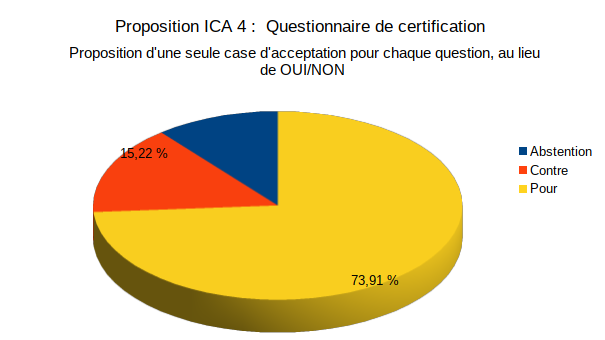 Proposition ICA 4 :  Questionnaire de certification
Proposition d'une seule case d'acceptation pour chaque question, au lieu
de OUI/NON
15,22 %
Abstention
Contre
Pour
73,91 %